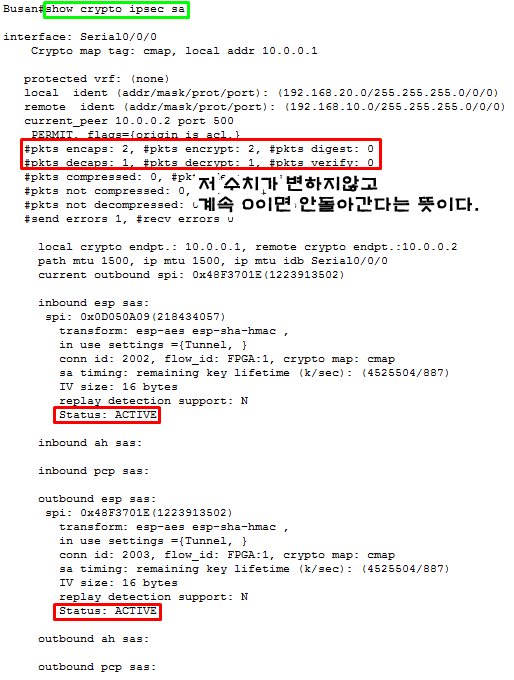 Busan#show crypto ipsec sa
interface: Serial0/0/0
Crypto map tag: cmap, local addr 10.0.0.1
protected vrf: (none)
local ident (addr/mask/prot/port): (192.168.20.0/255.255.255.0/0/0)
remote ident (addr/mask/prot/port): (192.168.10.0/255.255.255.0/0/0)
current_peer 10.0.0.2 port 500
PERMIT, flags={origin_is_acl,}
#pkts encaps: 2, #pkts encrypt: 2, #pkts digest: 0
#pkts decaps: 1, #pkts decrypt: 1, #pkts verify: 0
#pkts compressed: 0,
저 수치가 변하지않고
#pkts not compressed: 0,
계속 0이면 안돌아간다는 뜻이다.
#pkts not decompressed:
#send errors 1, #recv errors 0
local crypto endpt.: 10.0.0.1, remote crypto endpt.:10.0.0.2
path mtu 1500, ip mtu 1500, ip mtu idb Serial0/0/0
current outbound spi: 0x48F3701E(1223913502)
inbound esp sas:
spi: 0x0D050A09(218434057)
transform: esp-aes esp-sha-hmac ,
in use settings ={Tunnel, }
conn id: 2002, flow_id: FPGA:1, crypto map: cmap
sa timing: remaining key lifetime (k/sec): (4525504/887)
IV size: 16 bytes
replay detection support: N
Status: ACTIVE
inbound ah sas:
inbound pcp sas:
outbound esp sas:
spi: 0x48F3701E(1223913502)
transform: esp-aes esp-sha-hmac ,
in use settings ={Tunnel, }
conn id: 2003, flow_id: FPGA:1, crypto map: cmap
sa timing: remaining key lifetime (k/sec): (4525504/887)
IV size: 16 bytes
replay detection support: N
Status: ACTIVE
outbound ah sas:
outbound pcp sas: